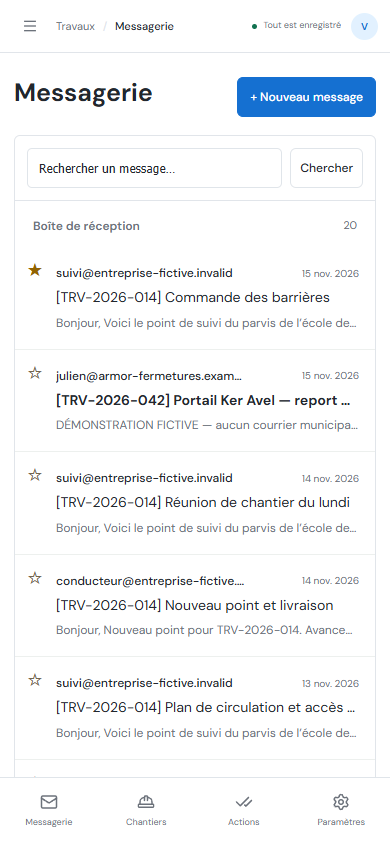 Travaux / Messagerie
Tout est enregistré
V
Messagerie
+ Nouveau message
Rechercher un message...
Chercher
Boîte de réception 20
suivi@entreprise-fictive.invalid 15 nov. 2026
[TRV-2026-014] Commande des barrières
Bonjour, Voici le point de suivi du parvis de l'école de...
julien@armor-fermetures.exam... 15 nov. 2026
[TRV-2026-042] Portail Ker Avel — report ...
DÉMONSTRATION FICTIVE — aucun courrier municipa...
suivi@entreprise-fictive.invalid 14 nov. 2026
[TRV-2026-014] Réunion de chantier du lundi
Bonjour, Voici le point de suivi du parvis de l'école de...
conducteur@entreprise-fictive.... 14 nov. 2026
[TRV-2026-014] Nouveau point et livraison
Bonjour, Nouveau point pour TRV-2026-014. Avance...
suivi@entreprise-fictive.invalid 13 nov. 2026
[TRV-2026-014] Plan de circulation et accès ...
Bonjour, Voici le point de suivi du parvis de l'école de...
Messagerie Chantiers Actions Paramètres